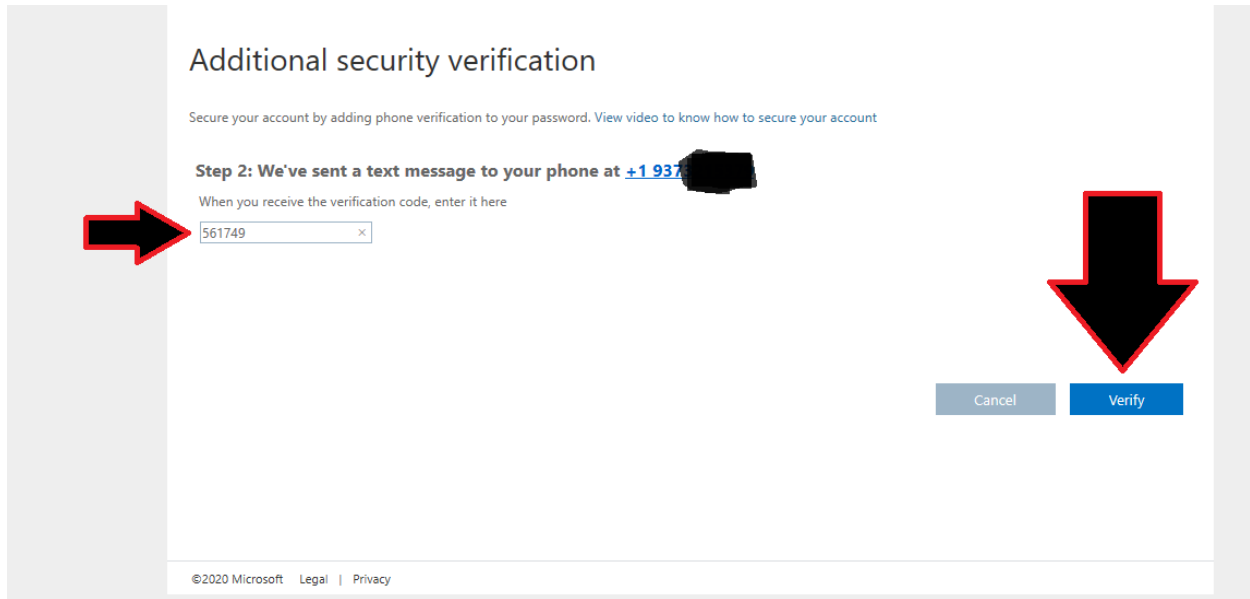 Additional security verification
Secure your account by adding phone verification to your password. View video to know how to secure your account
Step 2: We've sent a text message to your phone at +1 937
When you receive the verification code, enter it here
561749 ×
Cancel Verify
©2020 Microsoft Legal | Privacy